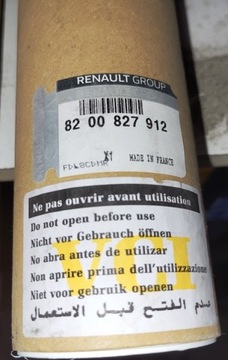 RENAULT GROUP
82 00 827 912
X1 MADE IN FRANCE
Ne pas ouvrir avant utilisation
Do not open before use
Nicht vor Gebrauch öffnen
No abra antes de utilizar
Non aprire prima dell'utilizzazione
Niet voor gebruik openen
عدم الفتح قبل الاستعمال